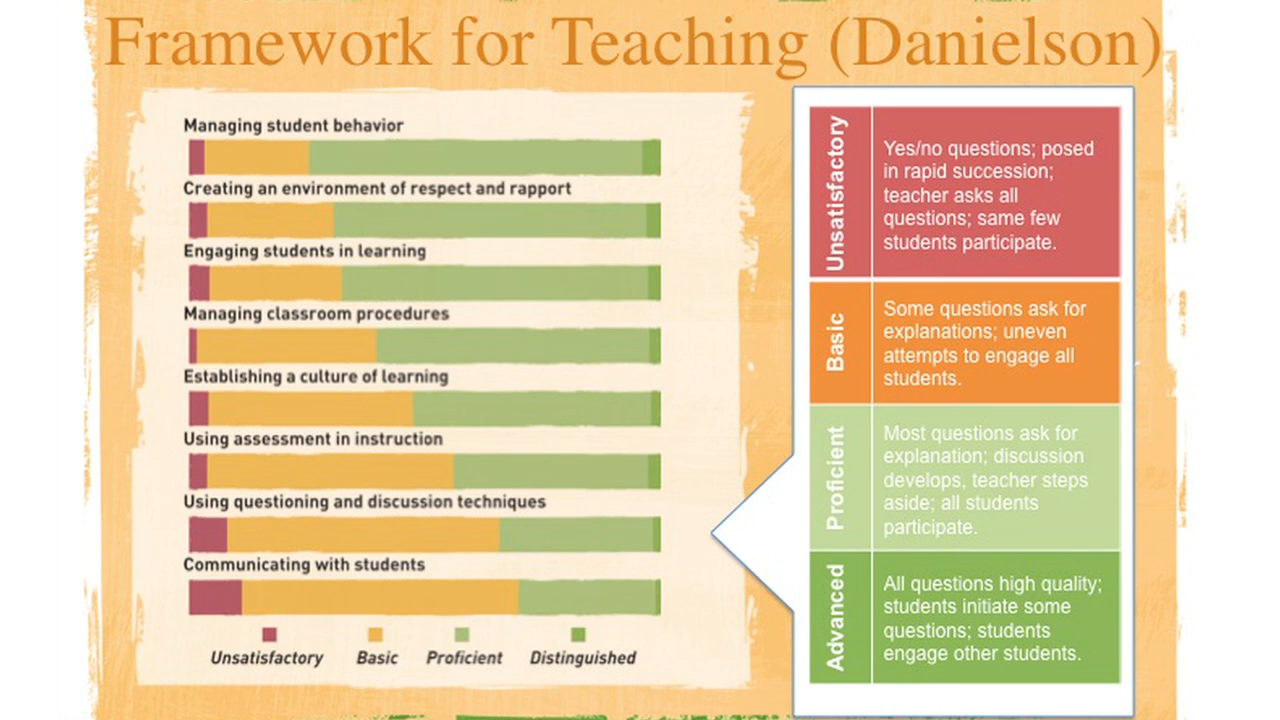 Framework for Teaching (Danielson)
Managing student behavior
Creating an environment of respect and rapport
Engaging students in learning
Managing classroom procedures
Establishing a culture of learning
Using assessment in instruction
Using questioning and discussion techniques
Communicating with students
Unsatisfactory
Basic
Proficient
Distinguished
Unsatisfactory
Yes/no questions; posed
in rapid succession;
teacher asks all
questions; same few
students participate.
Basic
Some questions ask for
explanations; uneven
attempts to engage all
students.
Proficient
Most questions ask for
explanation; discussion
develops, teacher steps
aside; all students
participate.
Advanced
All questions high quality;
students initiate some
questions; students
engage other students.